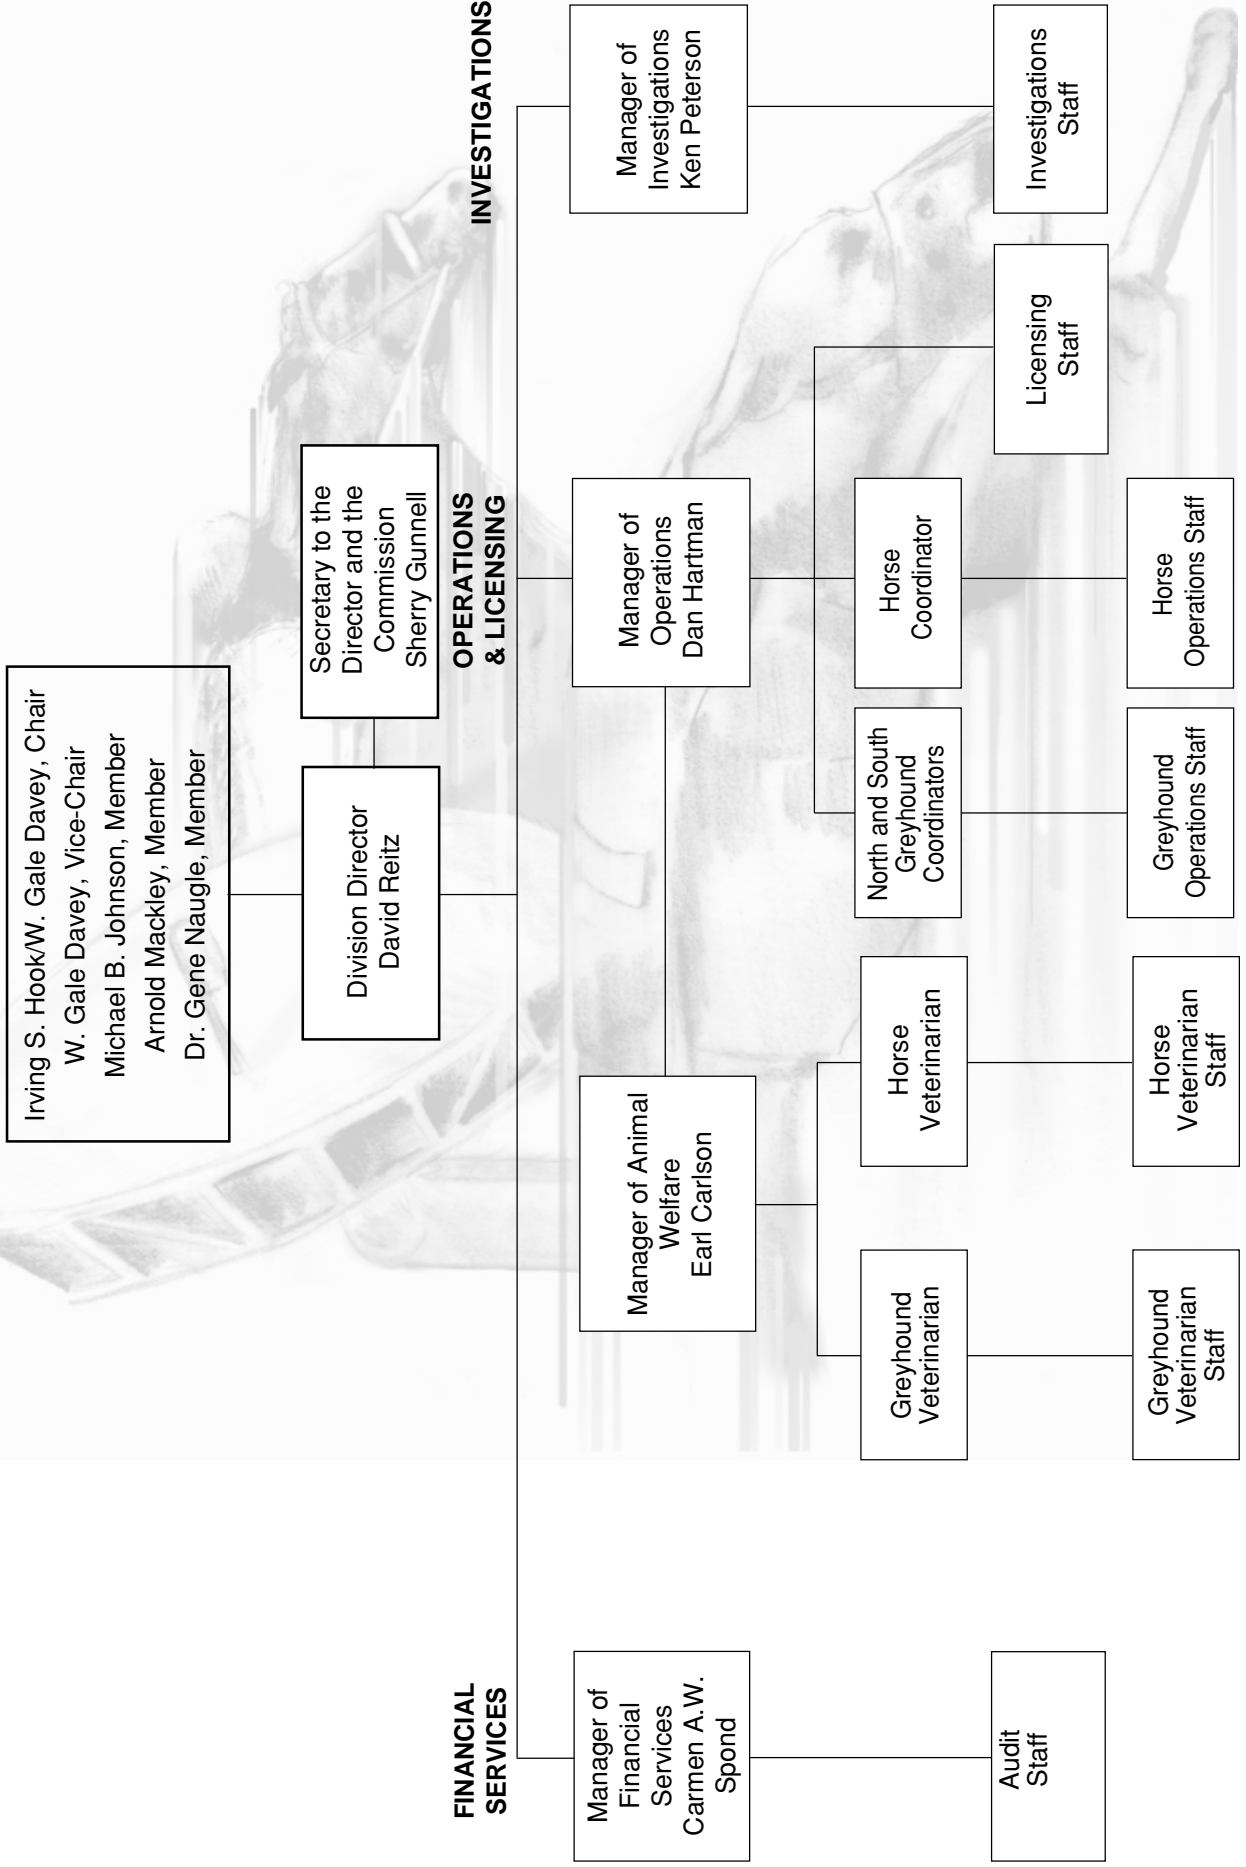 Irving S. Hook/W. Gale Davey, Chair
W. Gale Davey, Vice-Chair
Michael B. Johnson, Member
Arnold Mackley, Member
Dr. Gene Naugle, Member
Division Director
David Reitz
Secretary to the
Director and the
Commission
Sherry Gunnell
FINANCIAL
SERVICES
OPERATIONS
& LICENSING
INVESTIGATIONS
Manager of
Financial
Services
Carmen A.W.
Spond
Manager of Animal
Welfare
Earl Carlson
Manager of
Operations
Dan Hartman
Manager of
Investigations
Ken Peterson
Greyhound
Veterinarian
Horse
Veterinarian
North and South
Greyhound
Coordinators
Horse
Coordinator
Audit
Staff
Licensing
Staff
Investigations
Staff
Greyhound
Veterinarian
Staff
Horse
Veterinarian
Staff
Greyhound
Operations Staff
Horse
Operations Staff